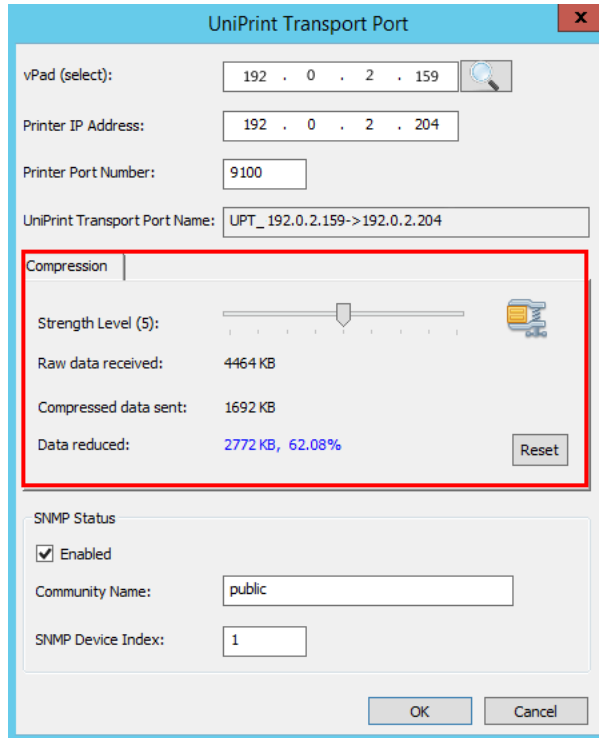 UniPrint Transport Port
x
vPad (select): 192 . 0 . 2 . 159
Printer IP Address: 192 . 0 . 2 . 204
Printer Port Number: 9100
UniPrint Transport Port Name: UPT_192.0.2.159->192.0.2.204
Compression
Strength Level (5):
Raw data received: 4464 KB
Compressed data sent: 1692 KB
Data reduced: 2772 KB, 62.08%
Reset
SNMP Status
Enabled
Community Name: public
SNMP Device Index: 1
OK Cancel